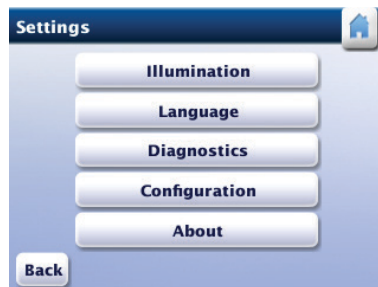 Settings
Illumination
Language
Diagnostics
Configuration
About
Back